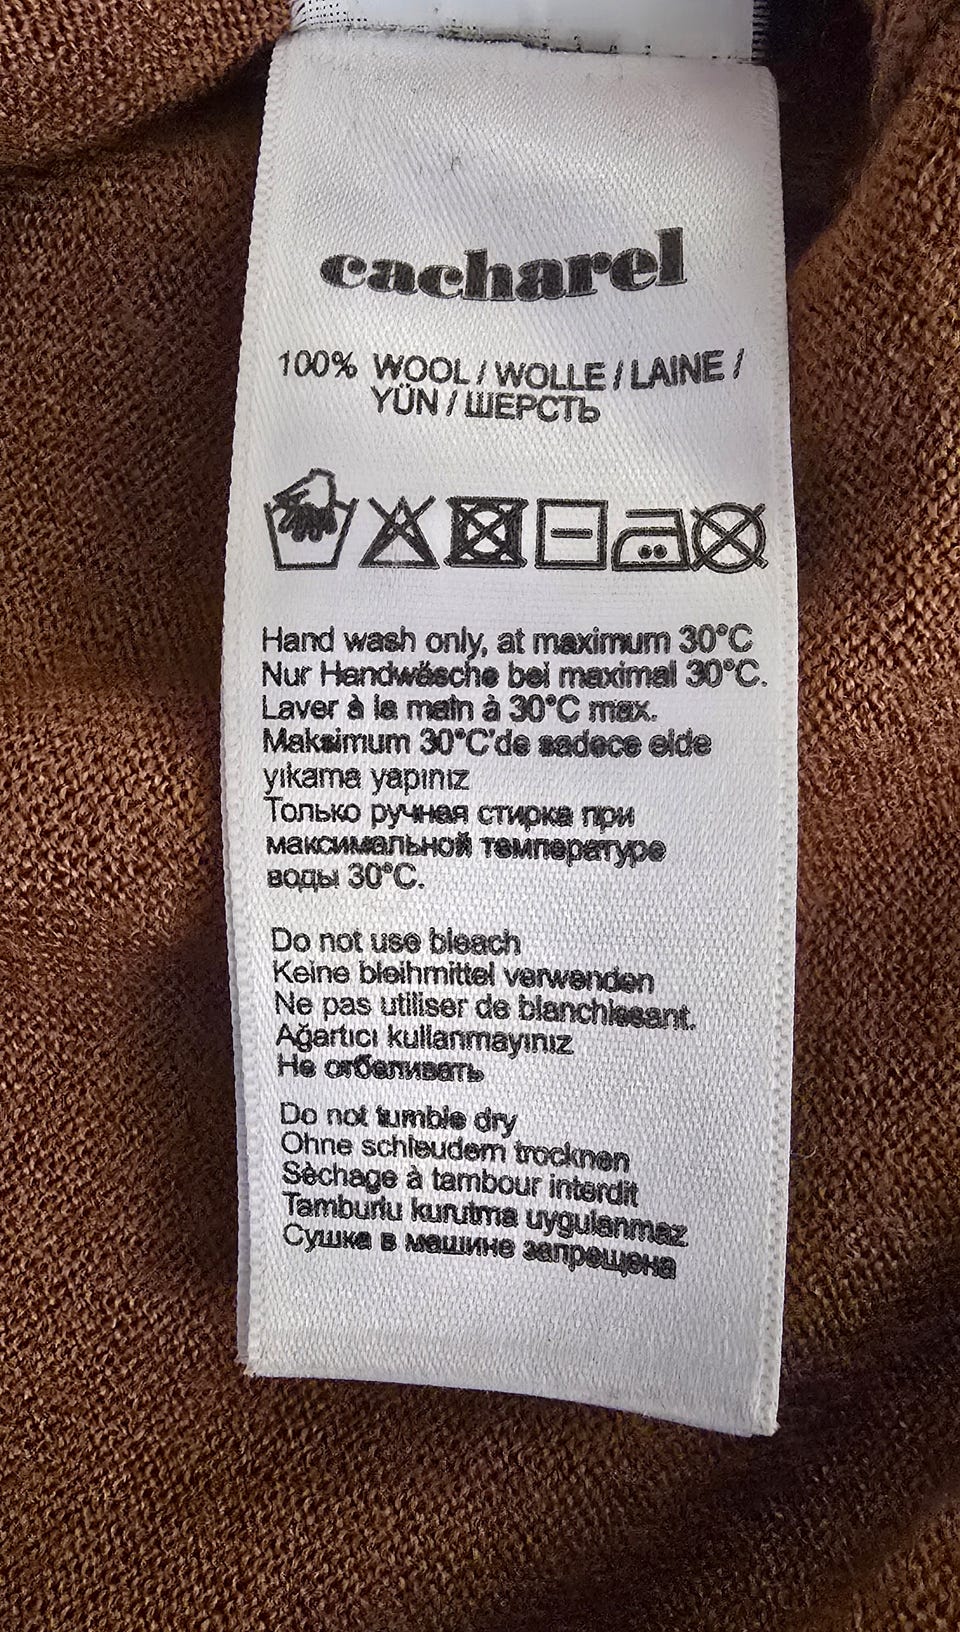 cacharel
100% WOOL / WOLLE / LAINE /
YÜN / ШЕРСТЬ
Hand wash only, at maximum 30°C
Nur Handwäsche bei maximal 30°C.
Laver à la main à 30°C max.
Maksimum 30°C'de sadece elde
yıkama yapınız
Только ручная стирка при
максимальной температуре
воды 30°C.
Do not use bleach
Keine bleihmittel verwenden
Ne pas utiliser de blanchissant.
Ağartıcı kullanmayınız
Не отбеливать
Do not tumble dry
Ohne schleudern trocknen
Sèchage à tambour interdit
Tamburlu kurutma uygulanmaz
Сушка в машине запрещена